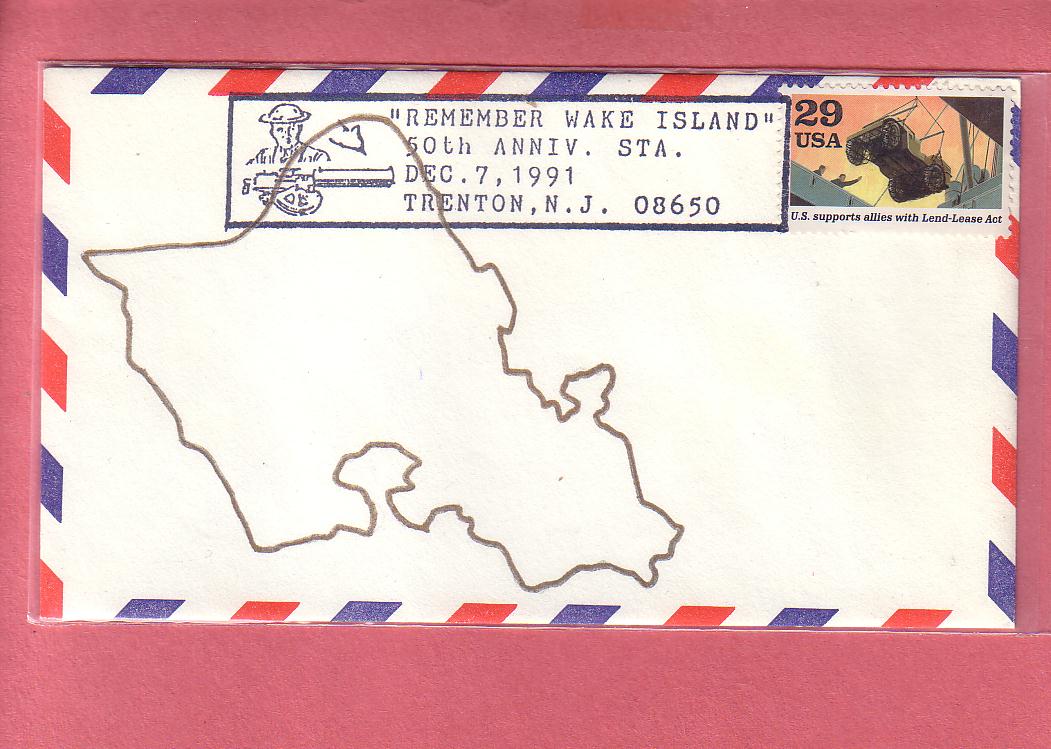 "REMEMBER WAKE ISLAND"
50th ANNIV. STA.
DEC.7,1991
TRENTON,N.J. 08650
29
USA
U.S. supports allies with Lend-Lease Act